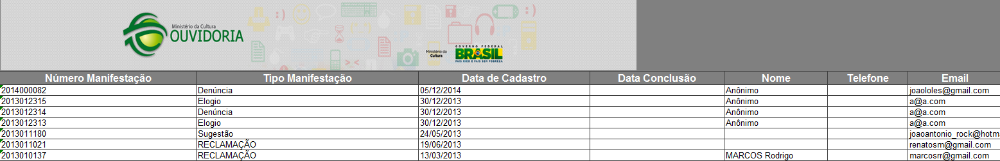 Ministério da Cultura
OUVIDORIA
Ministério da
Cultura
GOVERNO FEDERAL
BRASIL
PAÍS RICO É PAÍS SEM POBREZA
Número Manifestação Tipo Manifestação Data de Cadastro Data Conclusão Nome Telefone Email
2014000082 Denúncia 05/12/2014 Anônimo joaololes@gmail.com
2013012315 Elogio 30/12/2013 Anônimo a@a.com
2013012314 Denúncia 30/12/2013 Anônimo a@a.com
2013012313 Elogio 30/12/2013 Anônimo a@a.com
2013011180 Sugestão 24/05/2013 joaoantonio_rock@hotm
2013011021 RECLAMAÇÃO 19/06/2013 renatosm@gmail.com
2013010137 RECLAMAÇÃO 13/03/2013 MARCOS Rodrigo marcosrr@gmail.com